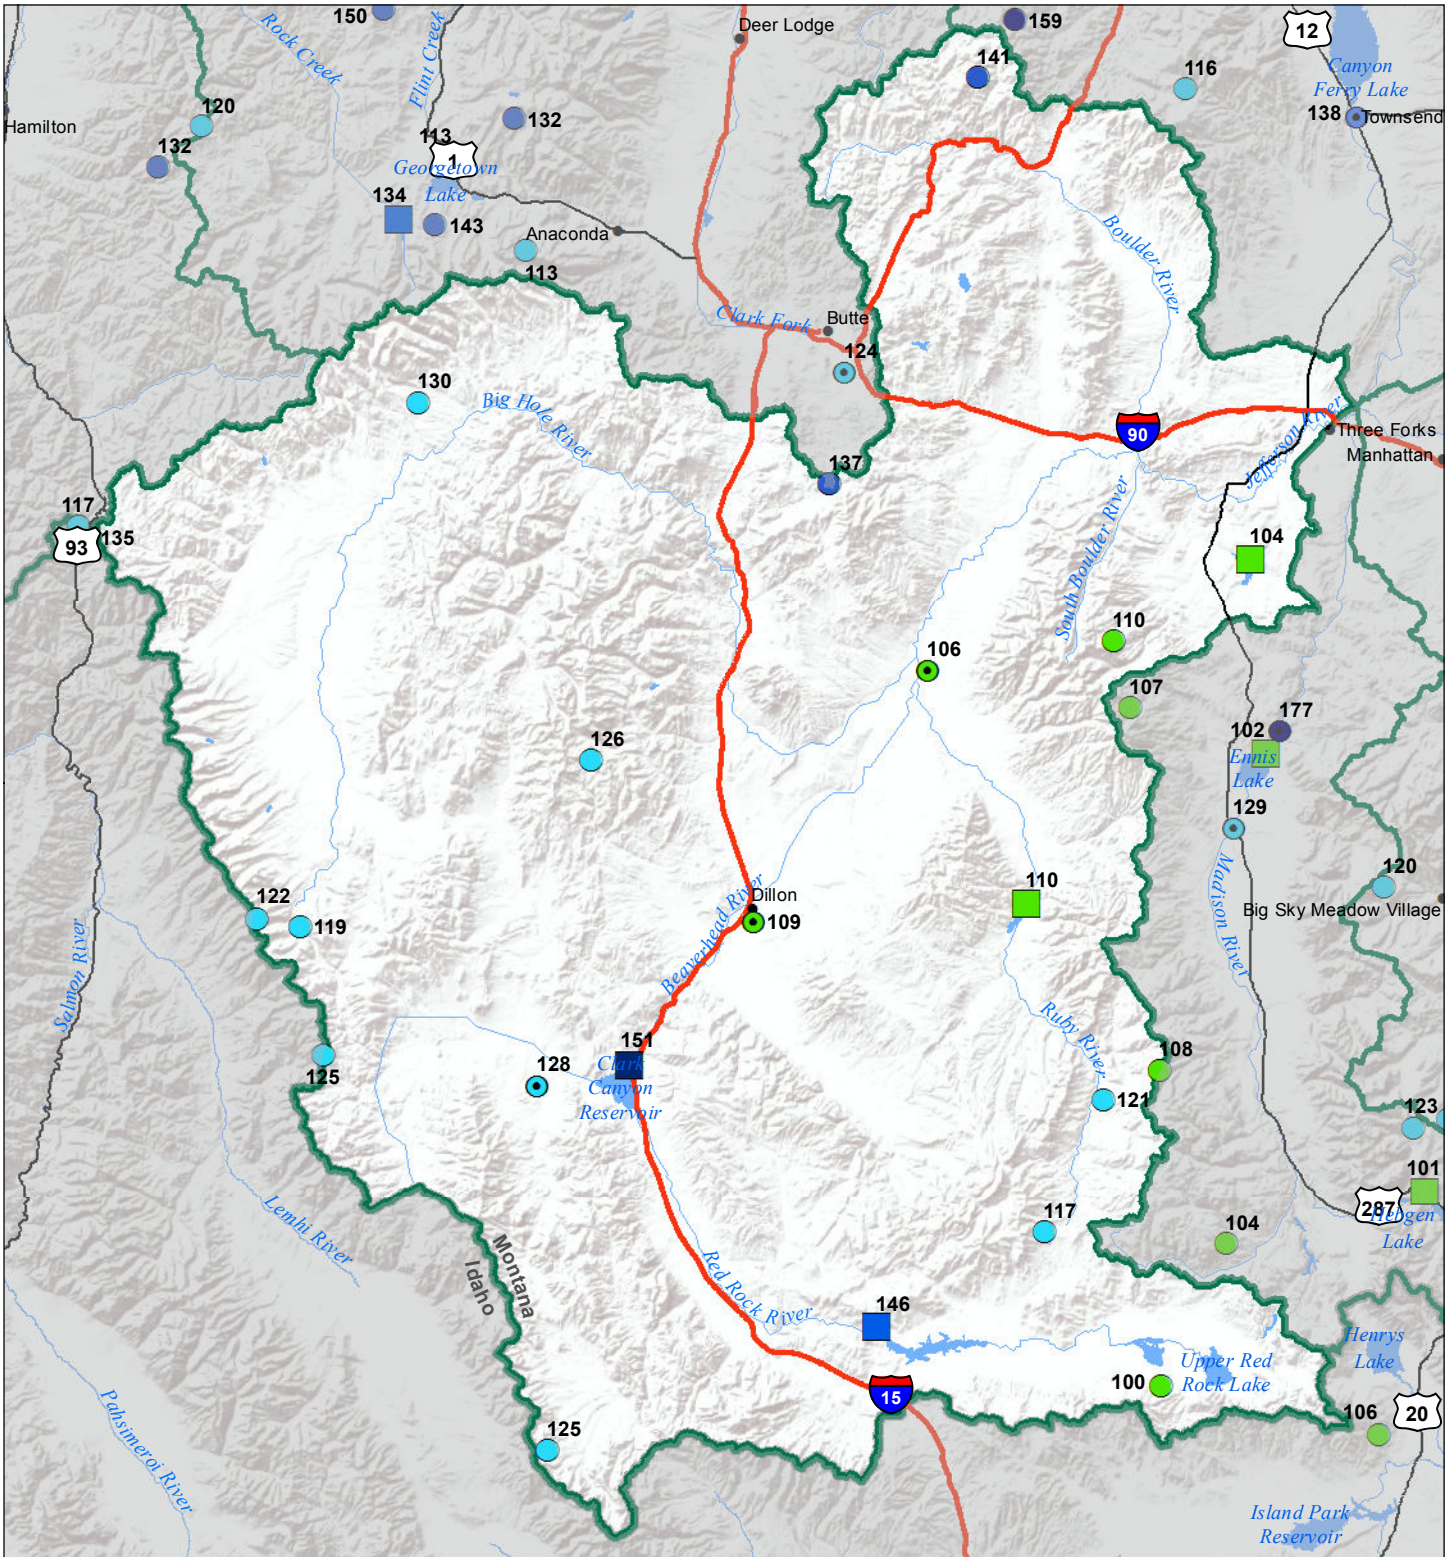 150
Rock Creek
Flint Creek
Deer Lodge
159
12
141
116
Canyon
Ferry Lake
Hamilton
120
132
113
132
1
138
Townsend
Georgetown
Lake
134
143
Anaconda
113
Boulder River
Clark Fork
Butte
124
130
Big Hole River
90
Jefferson River
Three Forks
Manhattan
137
117
93
135
South Boulder River
104
110
106
107
177
102
Ennis
Lake
126
129
Madison River
120
Big Sky Meadow Village
110
Dillon
109
Beaverhead River
122
119
Salmon River
Ruby River
151
Clark
Canyon
Reservoir
128
125
108
121
123
101
287
Hebgen
Lake
104
117
Lemhi River
Montana
Idaho
Red Rock River
146
Henrys
Lake
Upper Red
Rock Lake
100
15
20
106
Pahsimeroi River
125
Island Park
Reservoir